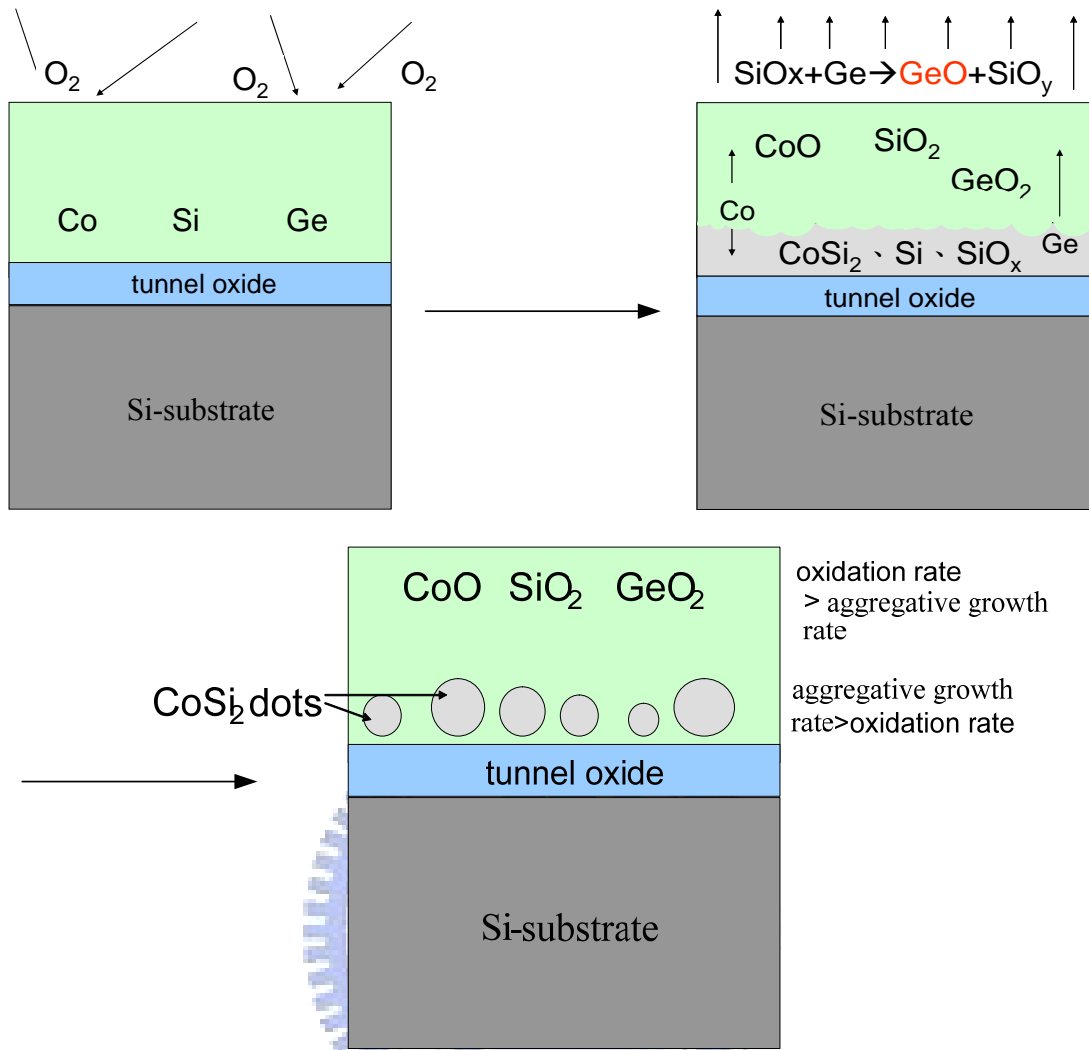 O₂
O₂
O₂
Co Si Ge
tunnel oxide
Si-substrate
SiOx+Ge→GeO+SiOy
CoO SiO₂
GeO₂
Co
Ge
CoSi₂、Si、SiOₓ
tunnel oxide
Si-substrate
CoO SiO₂ GeO₂
CoSi₂ dots
tunnel oxide
Si-substrate
oxidation rate
> aggregative growth
rate
aggregative growth
rate>oxidation rate